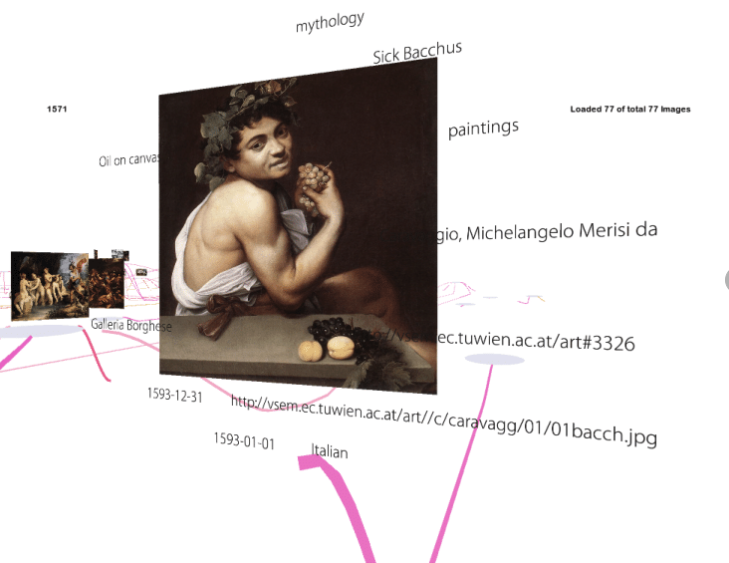 mythology
Sick Bacchus
1571
Loaded 77 of total 77 Images
paintings
Oil on canvas
gio, Michelangelo Merisi da
Galleria Borghese
ec.tuwien.ac.at/art#3326
1593-12-31
http://vsem.ec.tuwien.ac.at/art//c/caravagg/01/01bacch.jpg
1593-01-01
Italian